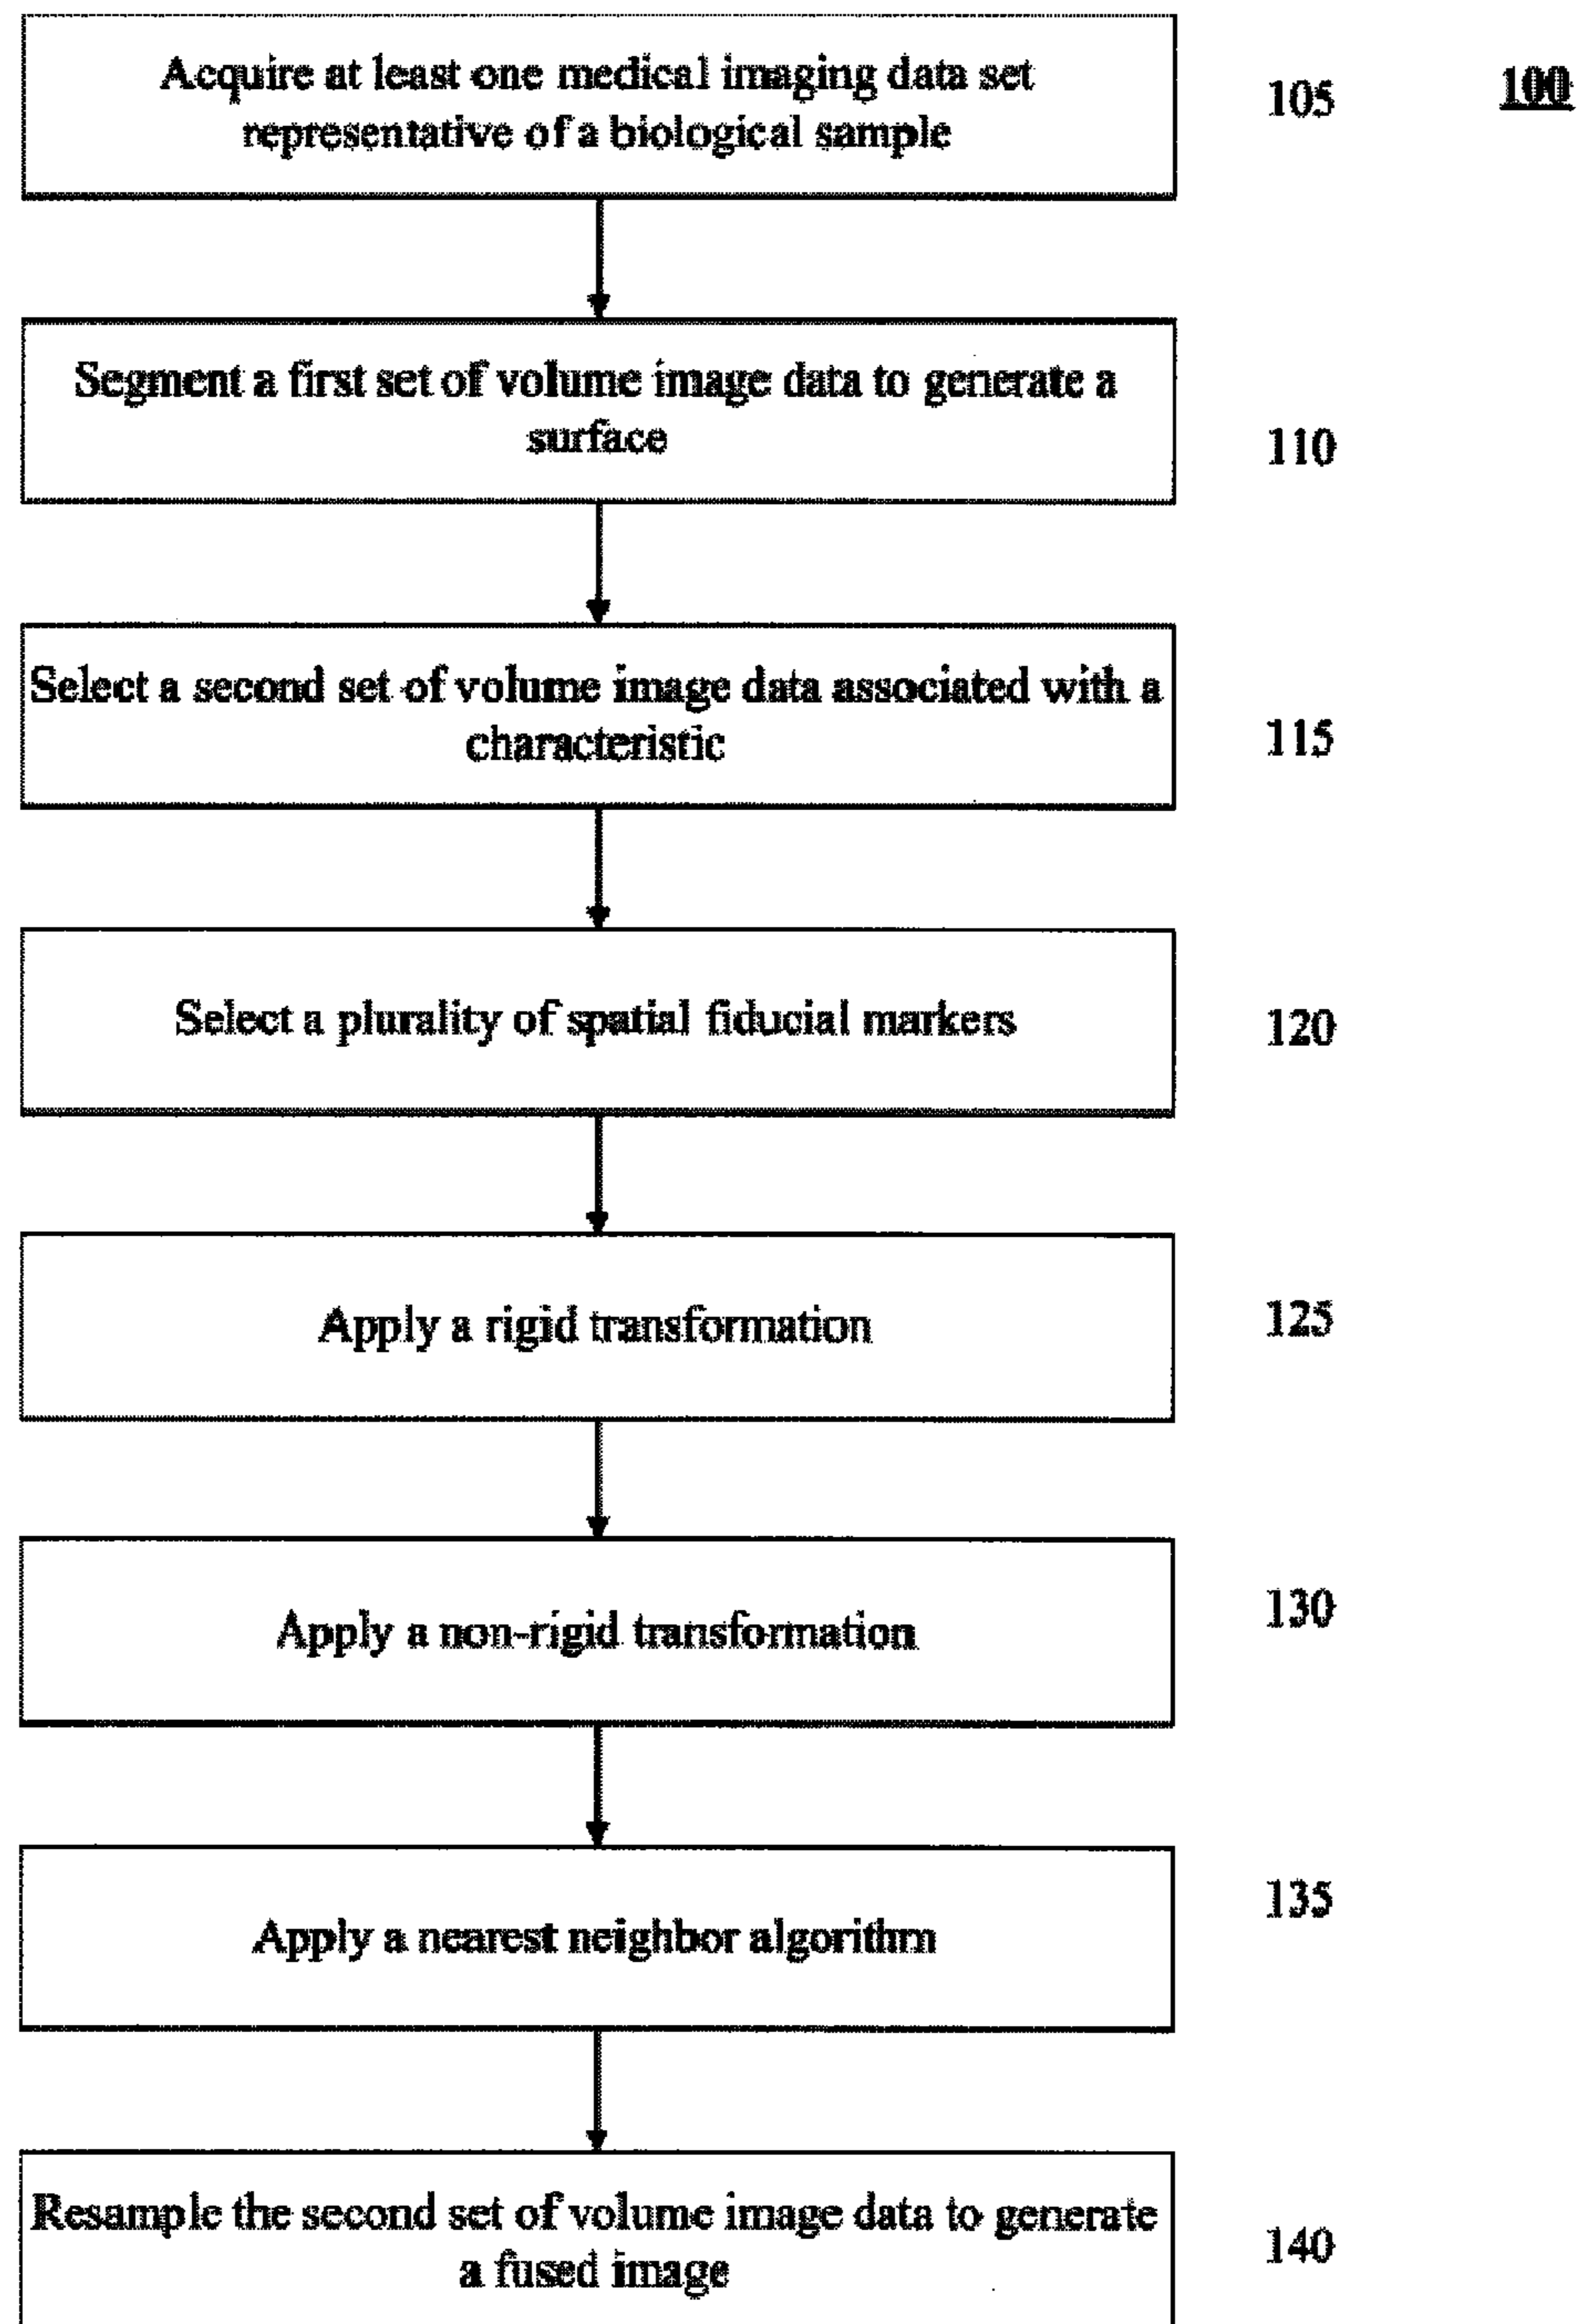 Acquire at least one medical imaging data set
representative of a biological sample
105
100
Segment a first set of volume image data to generate a
surface
110
Select a second set of volume image data associated with a
characteristic
115
Select a plurality of spatial fiducial markers
120
Apply a rigid transformation
125
Apply a non-rigid transformation
130
Apply a nearest neighbor algorithm
135
Resample the second set of volume image data to generate
a fused image
140